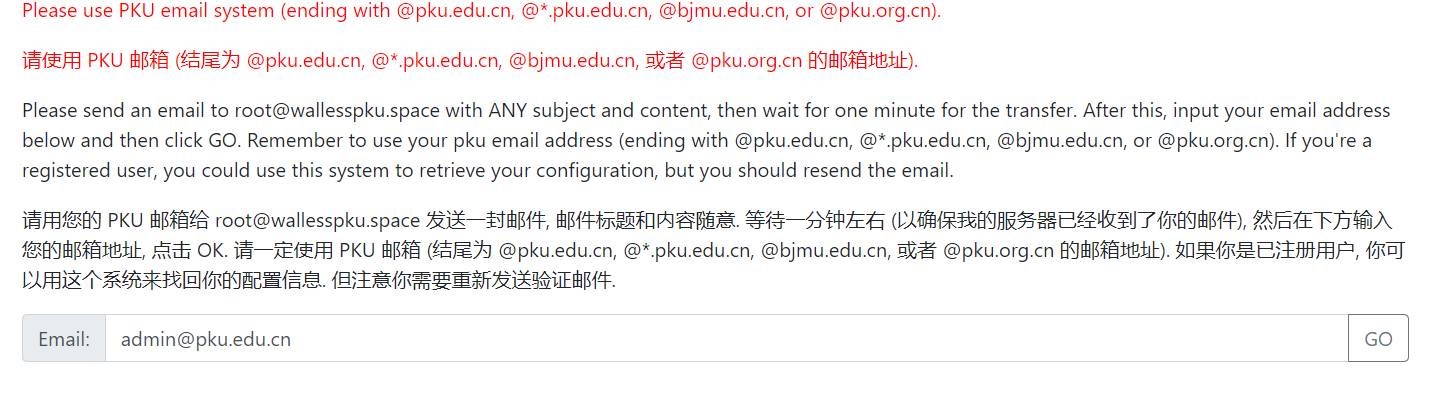 Please use PKU email system (ending with @pku.edu.cn, @*.pku.edu.cn, @bjmu.edu.cn, or @pku.org.cn).
请使用 PKU 邮箱 (结尾为 @pku.edu.cn, @*.pku.edu.cn, @bjmu.edu.cn, 或者 @pku.org.cn 的邮箱地址).
Please send an email to root@wallesspku.space with ANY subject and content, then wait for one minute for the transfer. After this, input your email address
below and then click GO. Remember to use your pku email address (ending with @pku.edu.cn, @*.pku.edu.cn, @bjmu.edu.cn, or @pku.org.cn). If you're a
registered user, you could use this system to retrieve your configuration, but you should resend the email.
请用您的 PKU 邮箱给 root@wallesspku.space 发送一封邮件, 邮件标题和内容随意. 等待一分钟左右 (以确保我的服务器已经收到了你的邮件), 然后在下方输入
您的邮箱地址, 点击 OK. 请一定使用 PKU 邮箱 (结尾为 @pku.edu.cn, @*.pku.edu.cn, @bjmu.edu.cn, 或者 @pku.org.cn 的邮箱地址). 如果你是已注册用户, 你可
以用这个系统来找回你的配置信息. 但注意你需要重新发送验证邮件.
Email: admin@pku.edu.cn GO